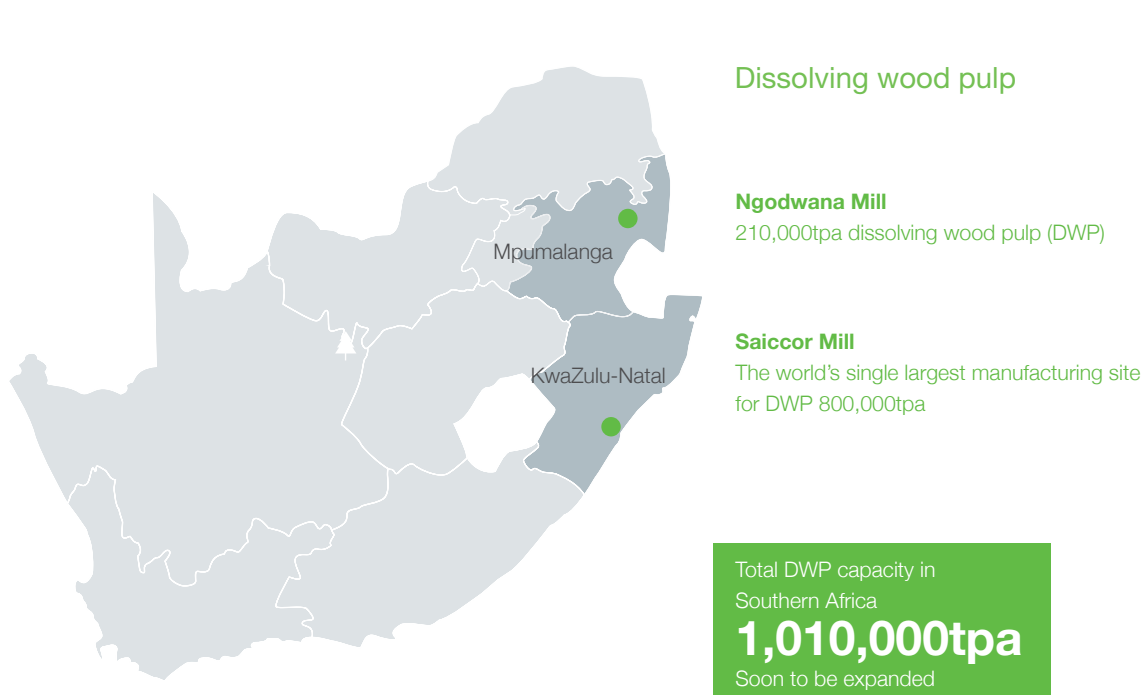 Dissolving wood pulp
Mpumalanga
KwaZulu-Natal
Ngodwana Mill
210,000tpa dissolving wood pulp (DWP)
Saiccor Mill
The world’s single largest manufacturing site
for DWP 800,000tpa
Total DWP capacity in
Southern Africa
1,010,000tpa
Soon to be expanded